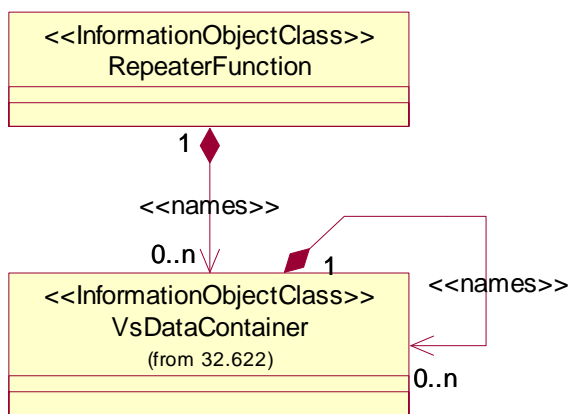 <<InformationObjectClass>>
RepeaterFunction
1
<<names>>
0..n
1
<<InformationObjectClass>>
VsDataContainer
(from 32.622)
<<names>>
0..n